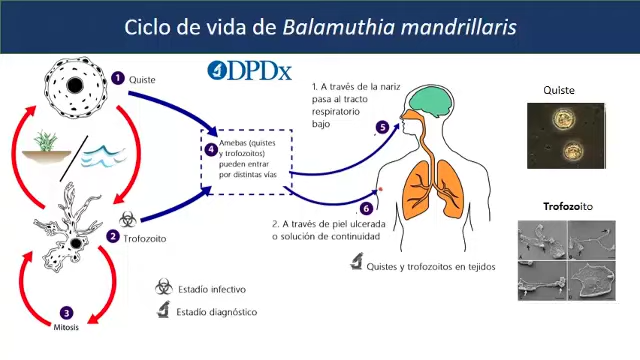 Ciclo de vida de Balamuthia mandrillaris
1 Quiste
DPDx
4 Amebas (quistes
y trofozoitos)
pueden entrar
por distintas vías
1. A través de la nariz
pasa al tracto
respiratorio
bajo
5
6
2. A través de piel ulcerada
o solución de continuidad
Quistes y trofozoitos en tejidos
2 Trofozoito
3
Mitosis
Estadío infectivo
Estadío diagnóstico
Quiste
Trofozoito